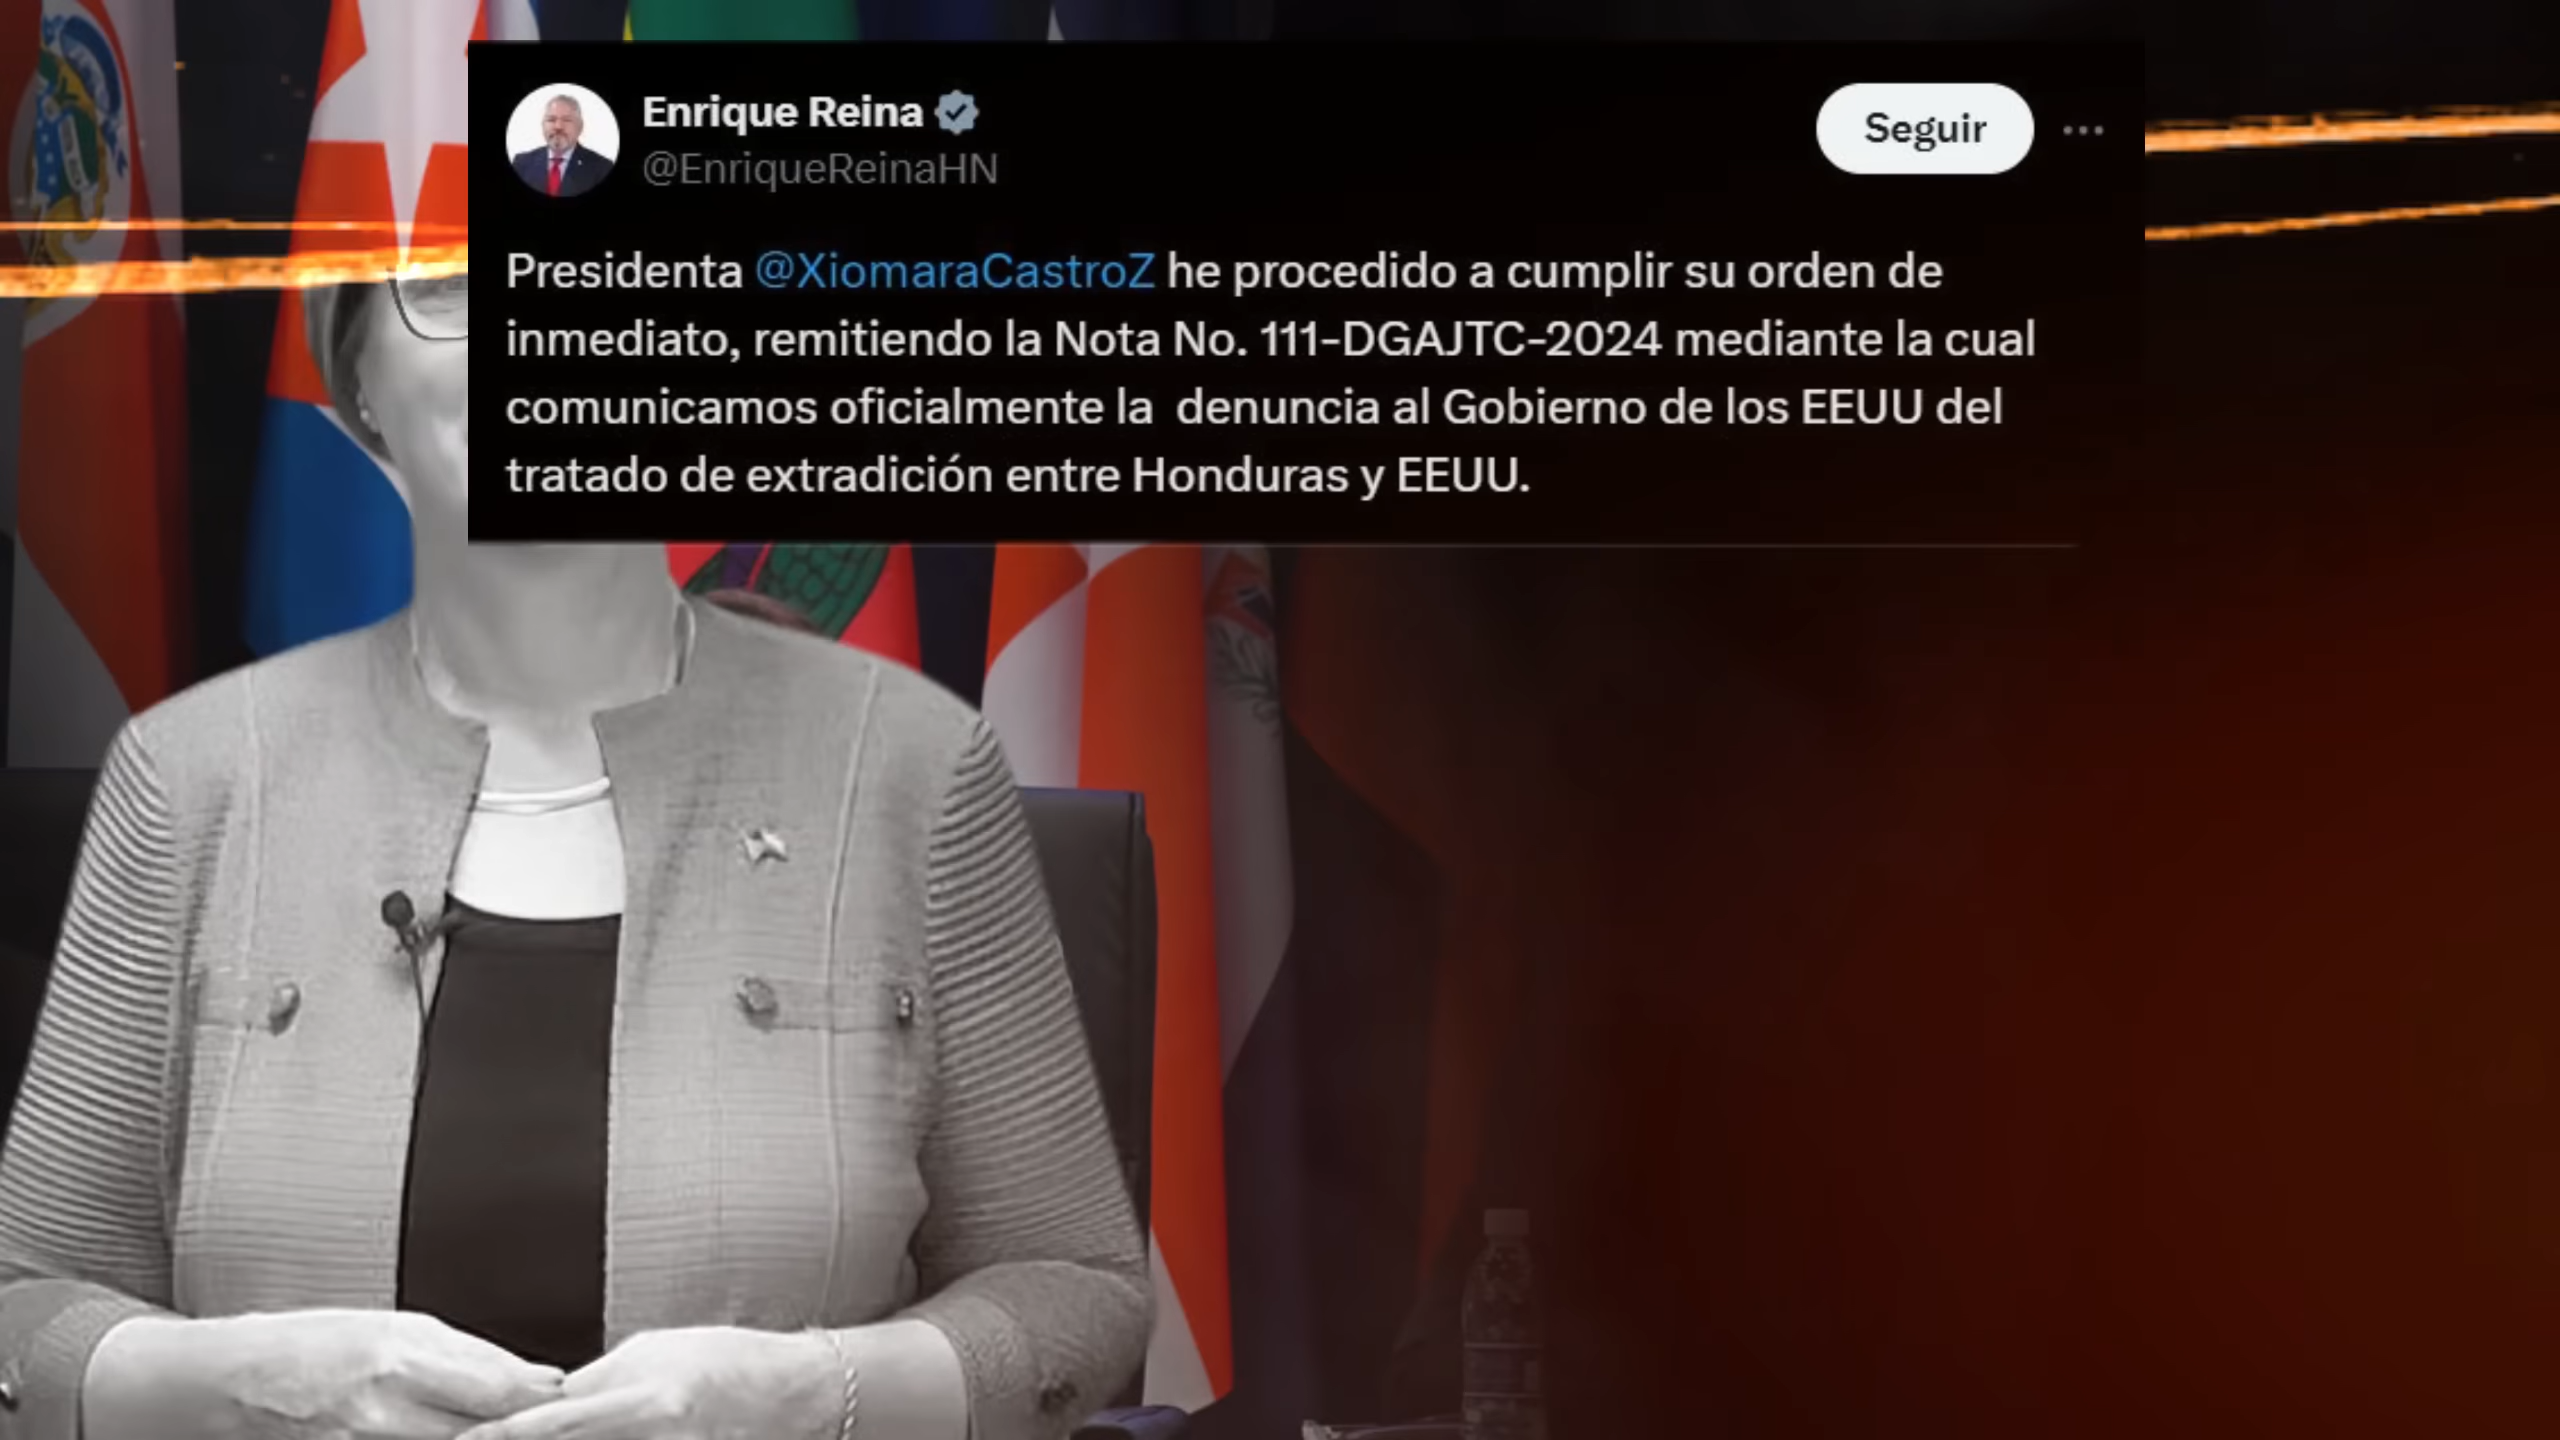 Enrique Reina
@EnriqueReinaHN
Seguir
Presidenta @XiomaraCastroZ he procedido a cumplir su orden de
inmediato, remitiendo la Nota No. 111-DGAJTC-2024 mediante la cual
comunicamos oficialmente la  denuncia al Gobierno de los EEUU del
tratado de extradición entre Honduras y EEUU.